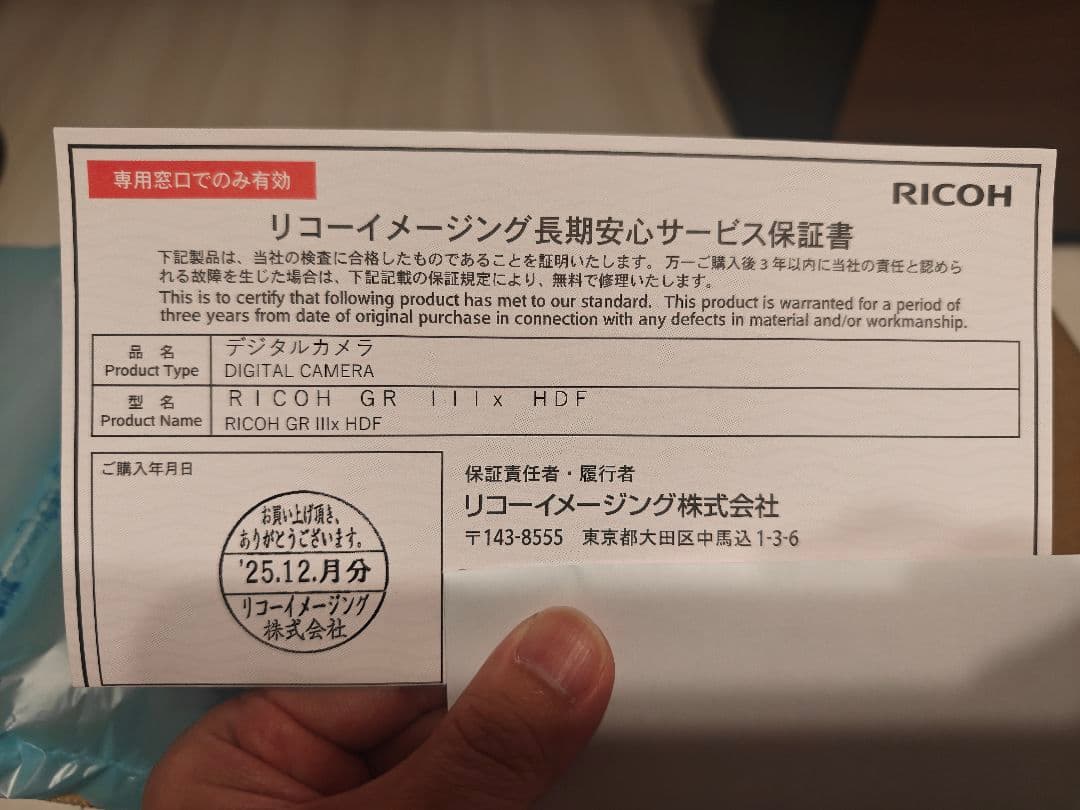 専用窓口でのみ有効
RICOH
リコーイメージング長期安心サービス保証書
下記製品は、当社の検査に合格したものであることを証明いたします。万一ご購入後3年以内に当社の責任と認めら
れる故障を生じた場合は、下記記載の保証規定により、無料で修理いたします。
This is to certify that following product has met to our standard. This product is warranted for a period of
three years from date of original purchase in connection with any defects in material and/or workmanship.
品 名
Product Type
デジタルカメラ
DIGITAL CAMERA
型 名
Product Name
RICOH GR IIIx HDF
RICOH GR IIIx HDF
ご購入年月日
お買い上げ頂き、
ありがとうございます。
'25.12.月分
リコーイメージング
株式会社
保証責任者・履行者
リコーイメージング株式会社
〒143-8555 東京都大田区中馬込1-3-6